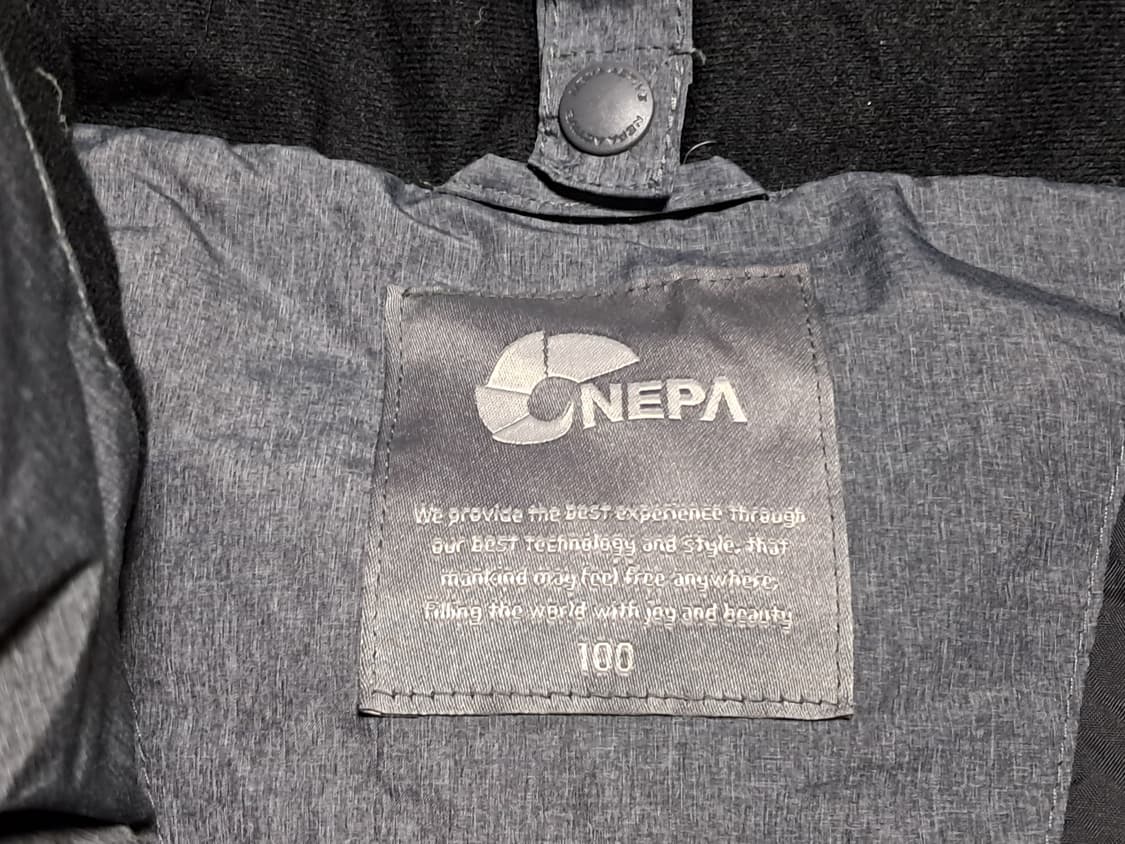 NEPA
We provide the best experience through
our best technology and style, that
mankind may feel free anywhere,
filling the world with joy and beauty
100